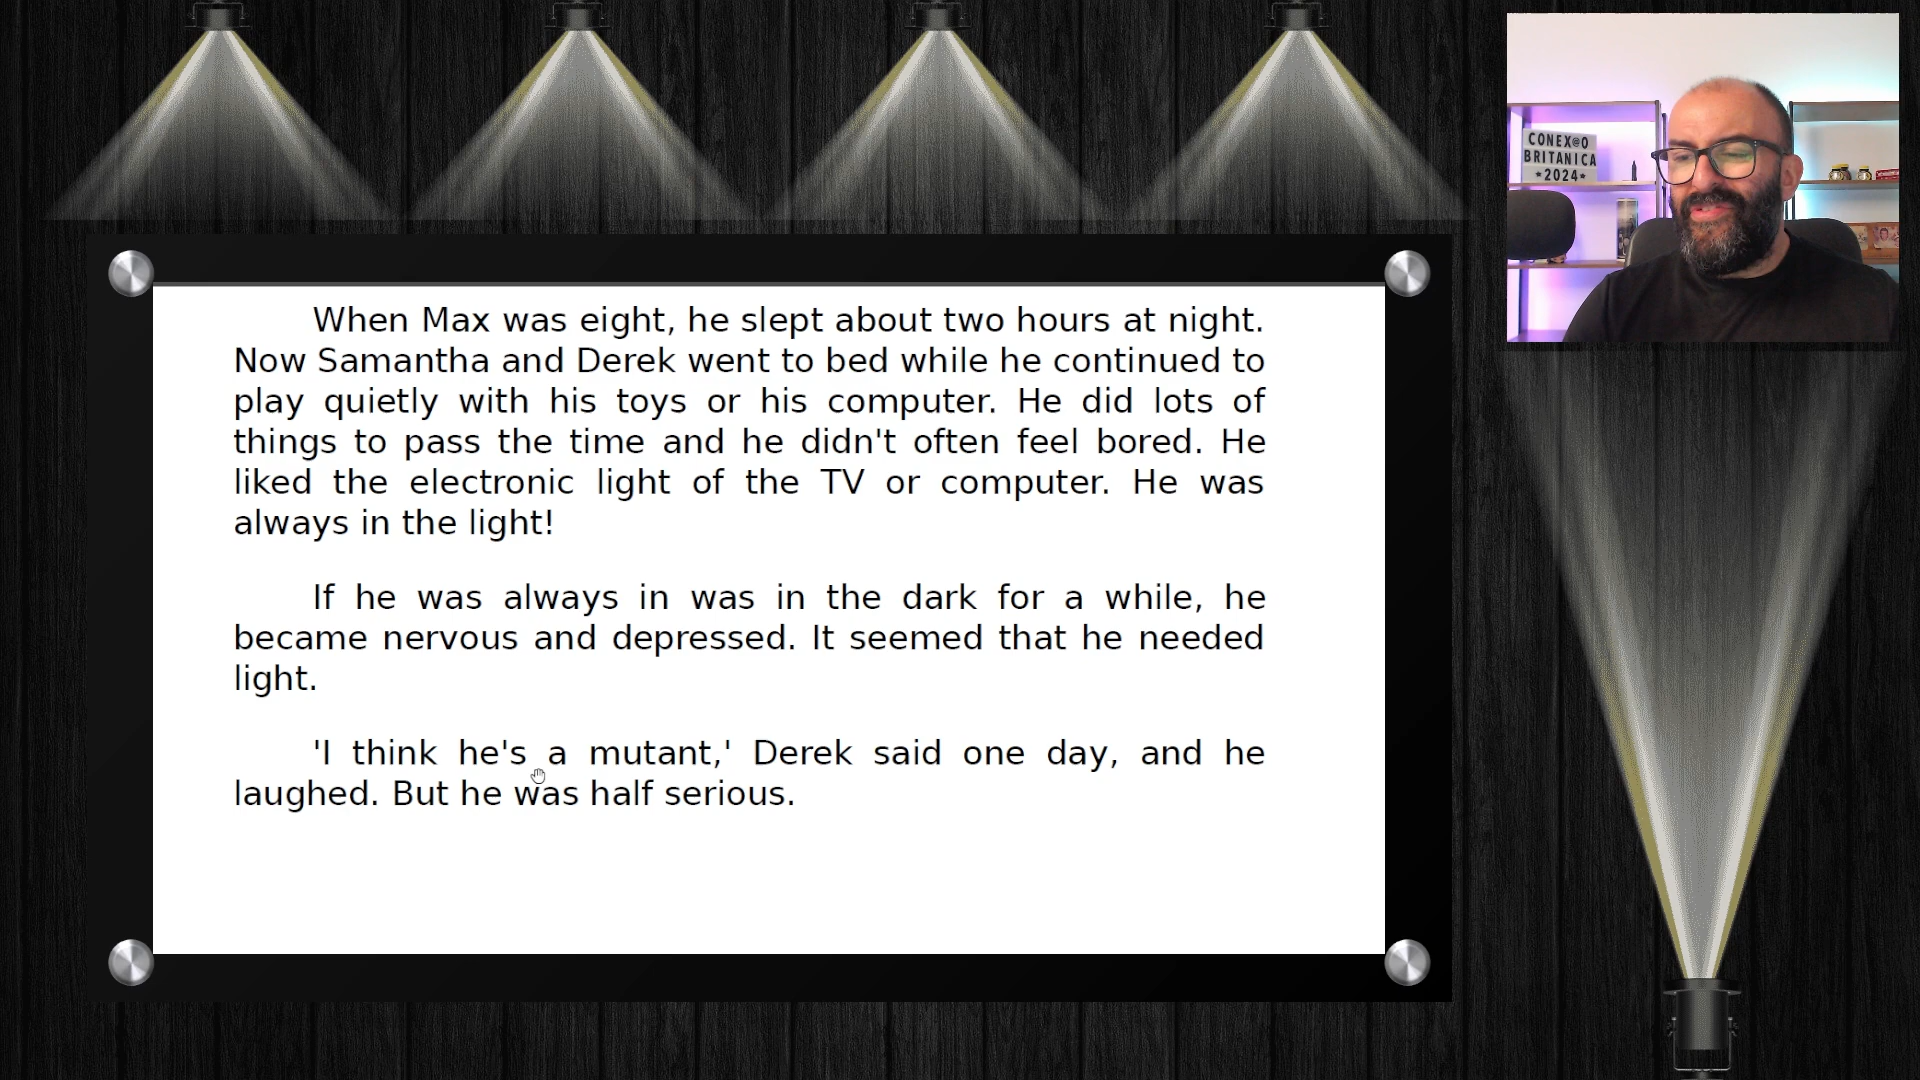 When Max was eight, he slept about two hours at night.
Now Samantha and Derek went to bed while he continued to
play quietly with his toys or his computer. He did lots of
things to pass the time and he didn't often feel bored. He
liked the electronic light of the TV or computer. He was
always in the light!
If he was always in was in the dark for a while, he
became nervous and depressed. It seemed that he needed
light.
'I think he's a mutant,' Derek said one day, and he
laughed. But he was half serious.
CONEX@O
BRITANICA
*2024*